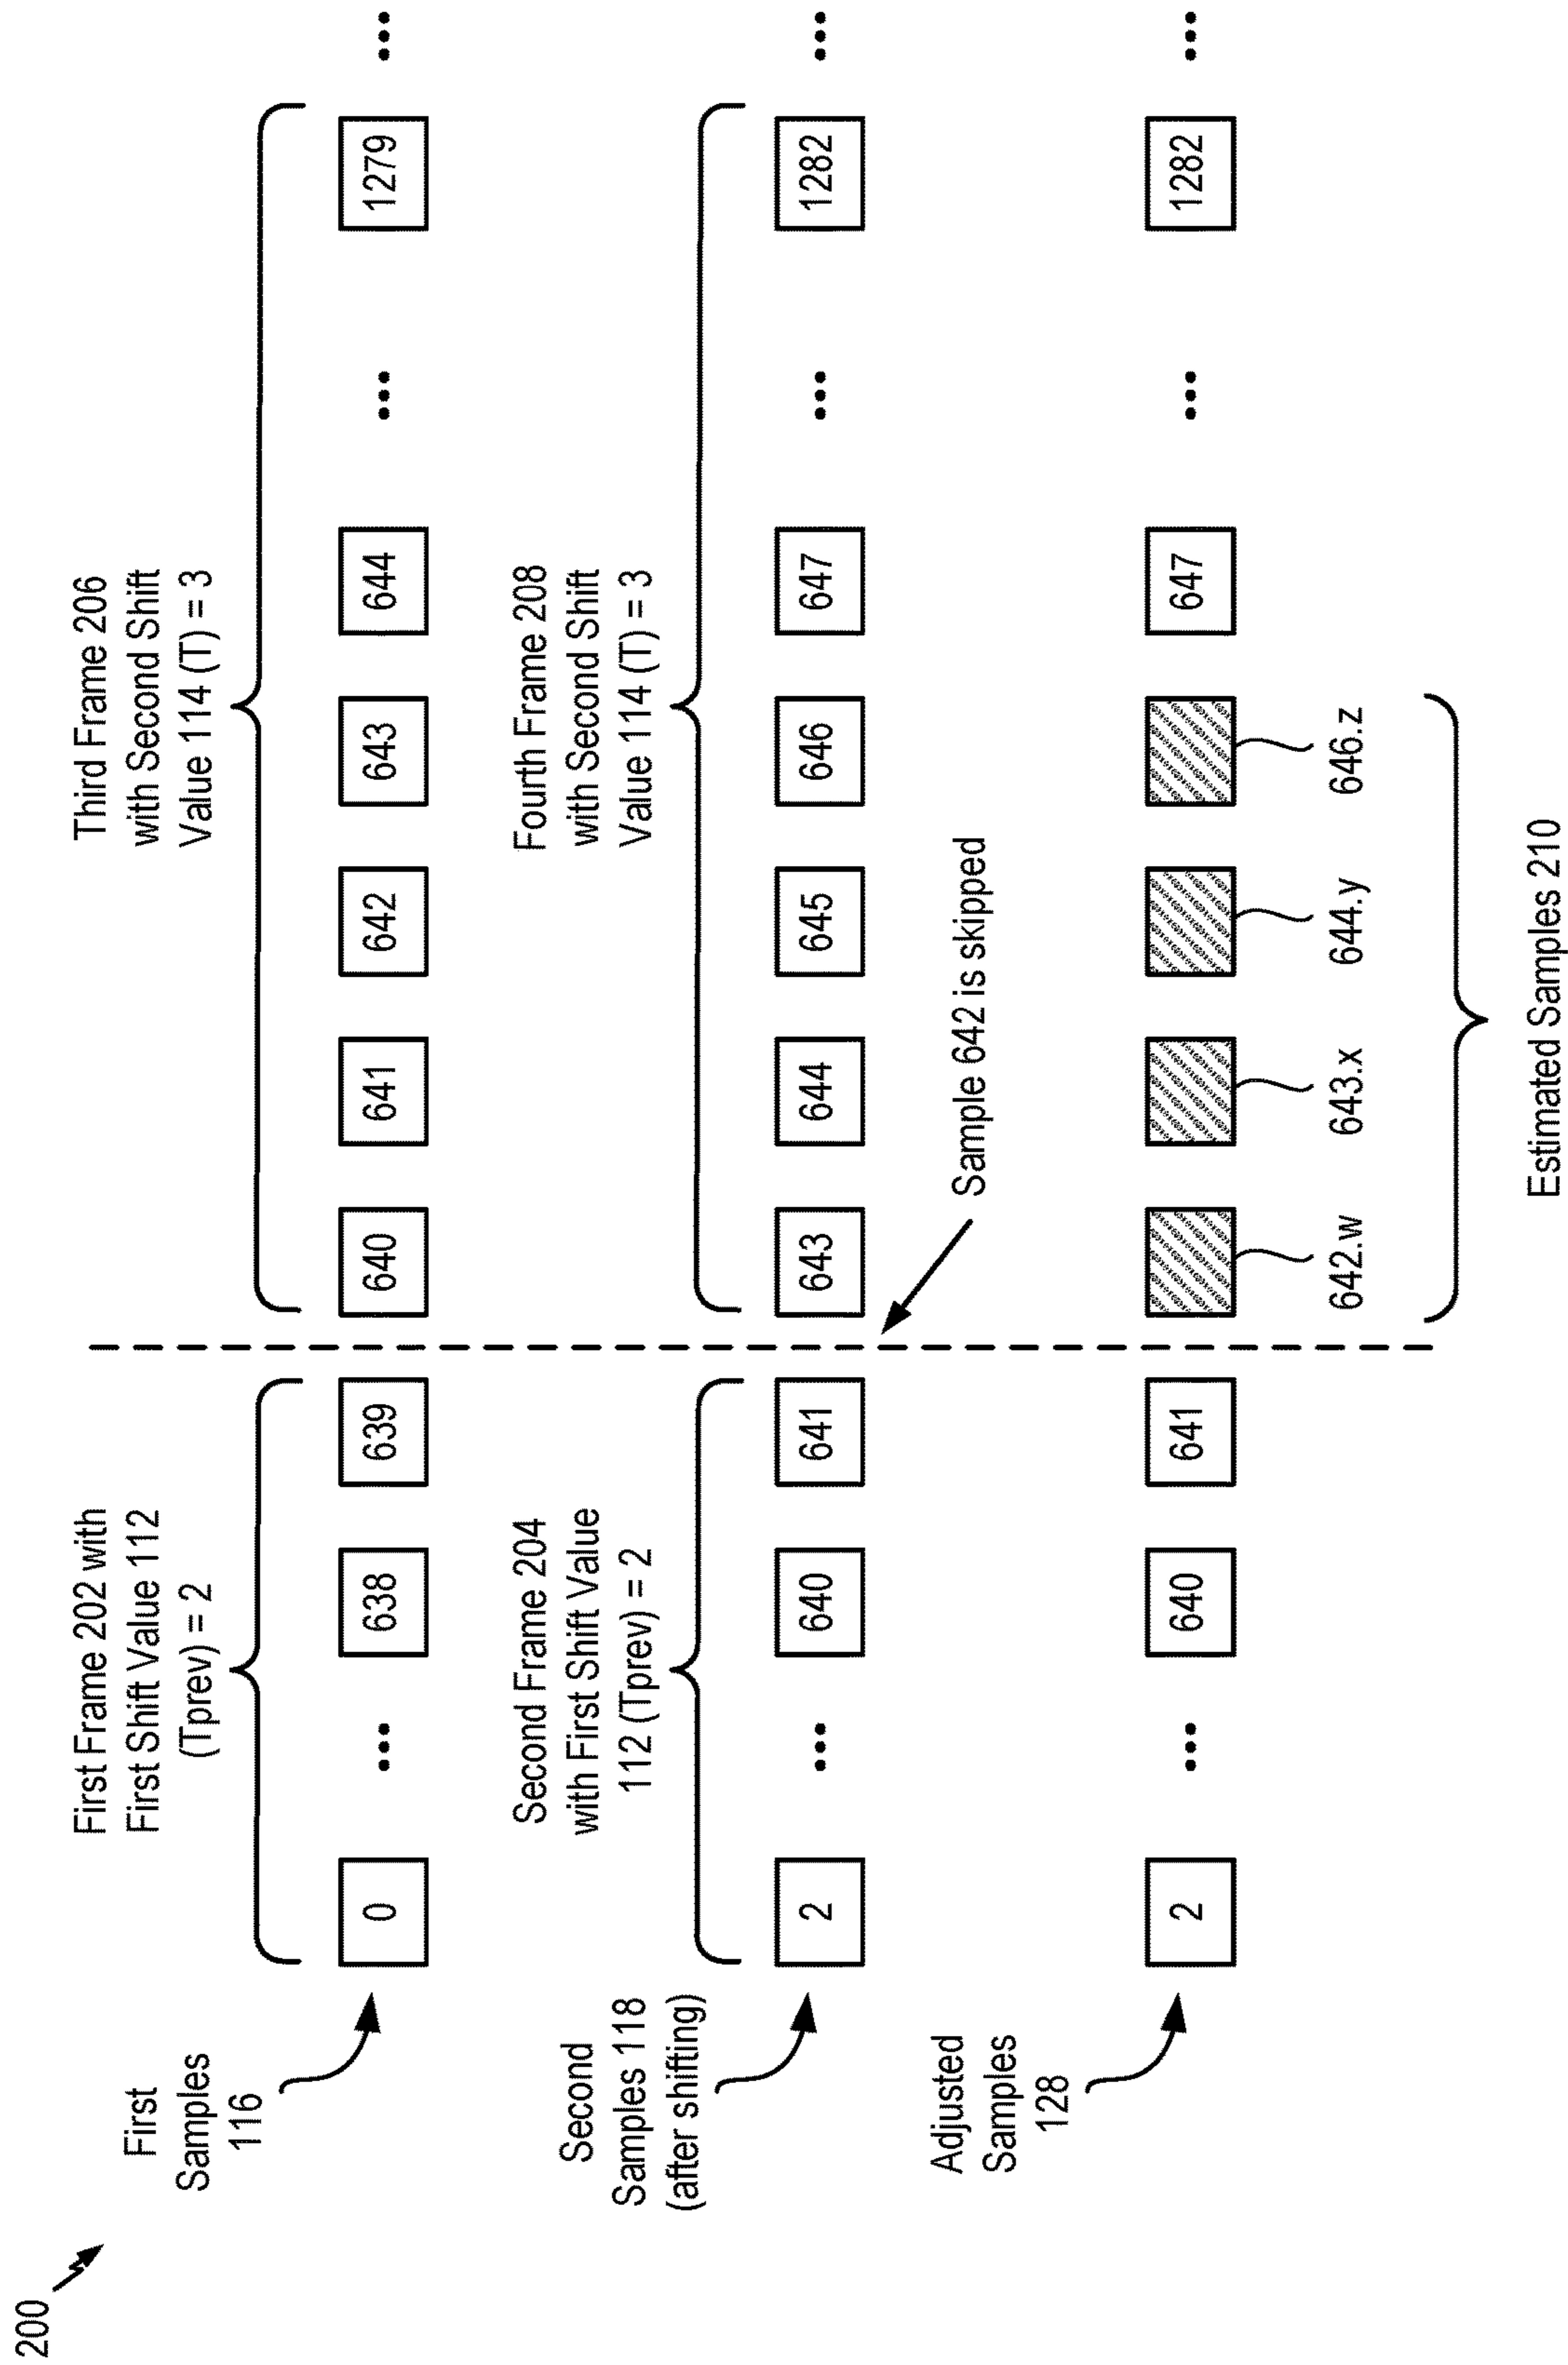 200
First Frame 202 with
First Shift Value 112
(Tprev) = 2
Third Frame 206
with Second Shift
Value 114 (T) = 3
First
Samples
116
0 ••• 638 639 640 641 642 643 644 ••• 1279 •••
Second Frame 204
with First Shift Value
112 (Tprev) = 2
Fourth Frame 208
with Second Shift
Value 114 (T) = 3
Second
Samples 118
(after shifting)
2 ••• 640 641 643 644 645 646 647 ••• 1282 •••
Sample 642 is skipped
Adjusted
Samples
128
2 ••• 640 641 647 ••• 1282 •••
642.w 643.x 644.y 646.z
Estimated Samples 210